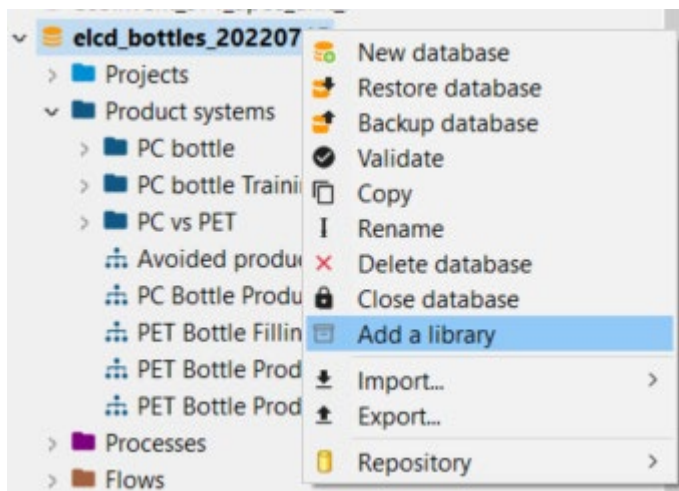 elcd_bottles_202207
Projects
Product systems
PC bottle
PC bottle Traini
PC vs PET
Avoided produ
PC Bottle Produ
PET Bottle Fillin
PET Bottle Prod
PET Bottle Prod
Processes
Flows
New database
Restore database
Backup database
Validate
Copy
Rename
Delete database
Close database
Add a library
Import...
Export...
Repository